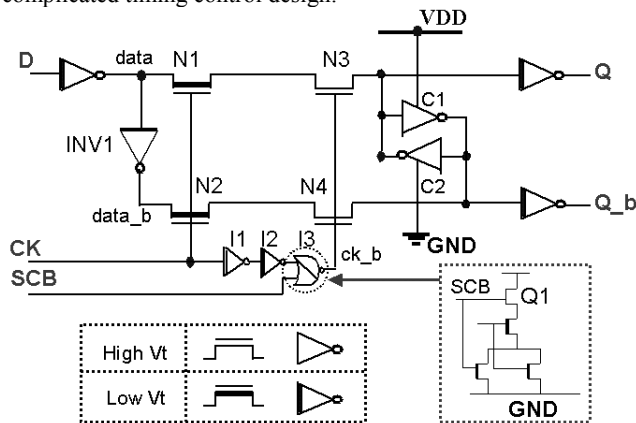 complicated timing control design.
VDD
D
data
N1
N3
Q
C1
INV1
C2
N2
N4
data_b
Q_b
GND
CK
I1
I2
I3
ck_b
SCB
SCB
Q1
High Vt
Low Vt
GND